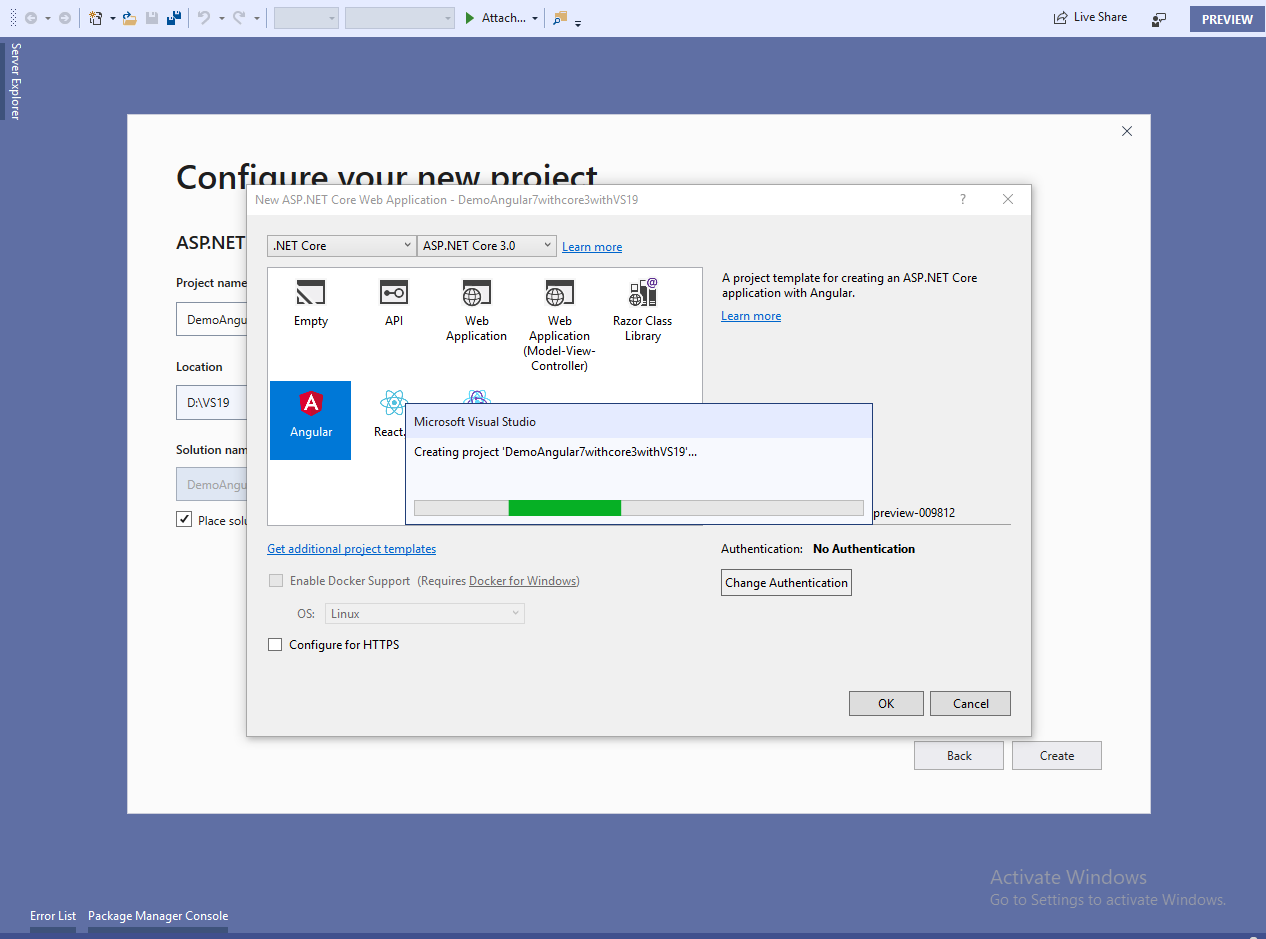 Attach...
Live Share
PREVIEW
Server Explorer
Configure your new project
New ASP.NET Core Web Application - DemoAngular7withcore3withVS19
?
ASP.NET
.NET Core
ASP.NET Core 3.0
Learn more
Project name
DemoAngu
Location
D:\VS19
Solution nam
DemoAngu
Place solu
Empty
API
Web
Application
Web
Application
(Model-View-
Controller)
Razor Class
Library
Angular
React.
A project template for creating an ASP.NET Core
application with Angular.
Learn more
Microsoft Visual Studio
Creating project 'DemoAngular7withcore3withVS19'...
preview-009812
Get additional project templates
Authentication: No Authentication
Enable Docker Support (Requires Docker for Windows)
Change Authentication
OS: Linux
Configure for HTTPS
OK
Cancel
Back
Create
Activate Windows
Go to Settings to activate Windows.
Error List
Package Manager Console